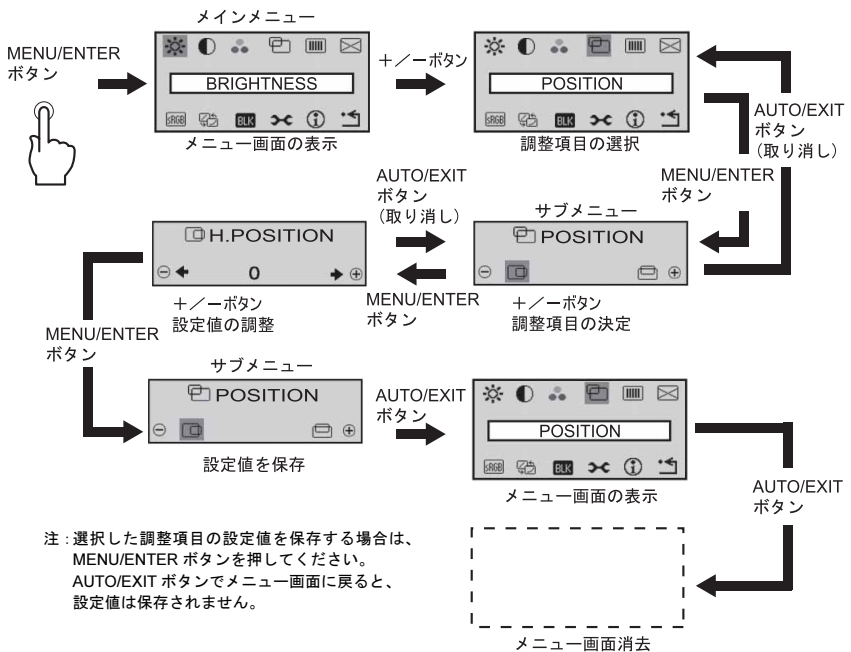 メインメニュー
MENU/ENTER
ボタン
BRIGHTNESS
sRGB
BLK
メニュー画面の表示
＋／－ボタン
POSITION
sRGB
BLK
調整項目の選択
AUTO/EXIT
ボタン
（取り消し）
MENU/ENTER
ボタン
サブメニュー
POSITION
＋／－ボタン
調整項目の決定
AUTO/EXIT
ボタン
（取り消し）
MENU/ENTER
ボタン
H.POSITION
0
＋／－ボタン
設定値の調整
MENU/ENTER
ボタン
サブメニュー
POSITION
設定値を保存
AUTO/EXIT
ボタン
POSITION
sRGB
BLK
メニュー画面の表示
AUTO/EXIT
ボタン
メニュー画面消去
注：選択した調整項目の設定値を保存する場合は、
MENU/ENTER ボタンを押してください。
AUTO/EXIT ボタンでメニュー画面に戻ると、
設定値は保存されません。